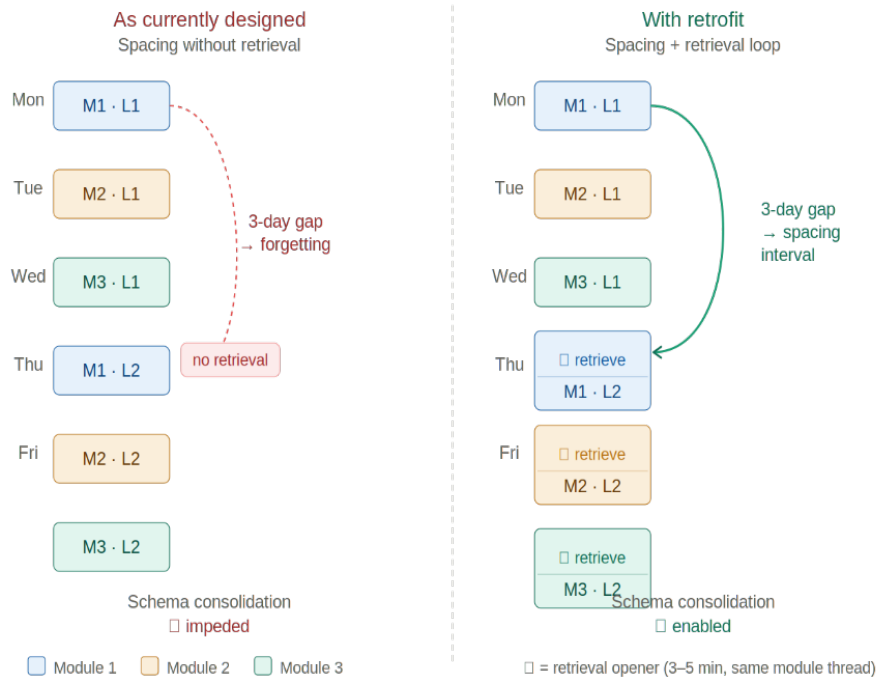 As currently designed
Spacing without retrieval
Mon
M1 · L1
Tue
M2 · L1
3-day gap
→ forgetting
Wed
M3 · L1
Thu
M1 · L2
no retrieval
Fri
M2 · L2
M3 · L2
Schema consolidation
▯ impeded
Module 1
Module 2
Module 3
With retrofit
Spacing + retrieval loop
Mon
M1 · L1
Tue
M2 · L1
3-day gap
→ spacing
interval
Wed
M3 · L1
Thu
▯ retrieve
M1 · L2
Fri
▯ retrieve
M2 · L2
▯ retrieve
M3 · L2
Schema consolidation
▯ enabled
▯ = retrieval opener (3–5 min, same module thread)